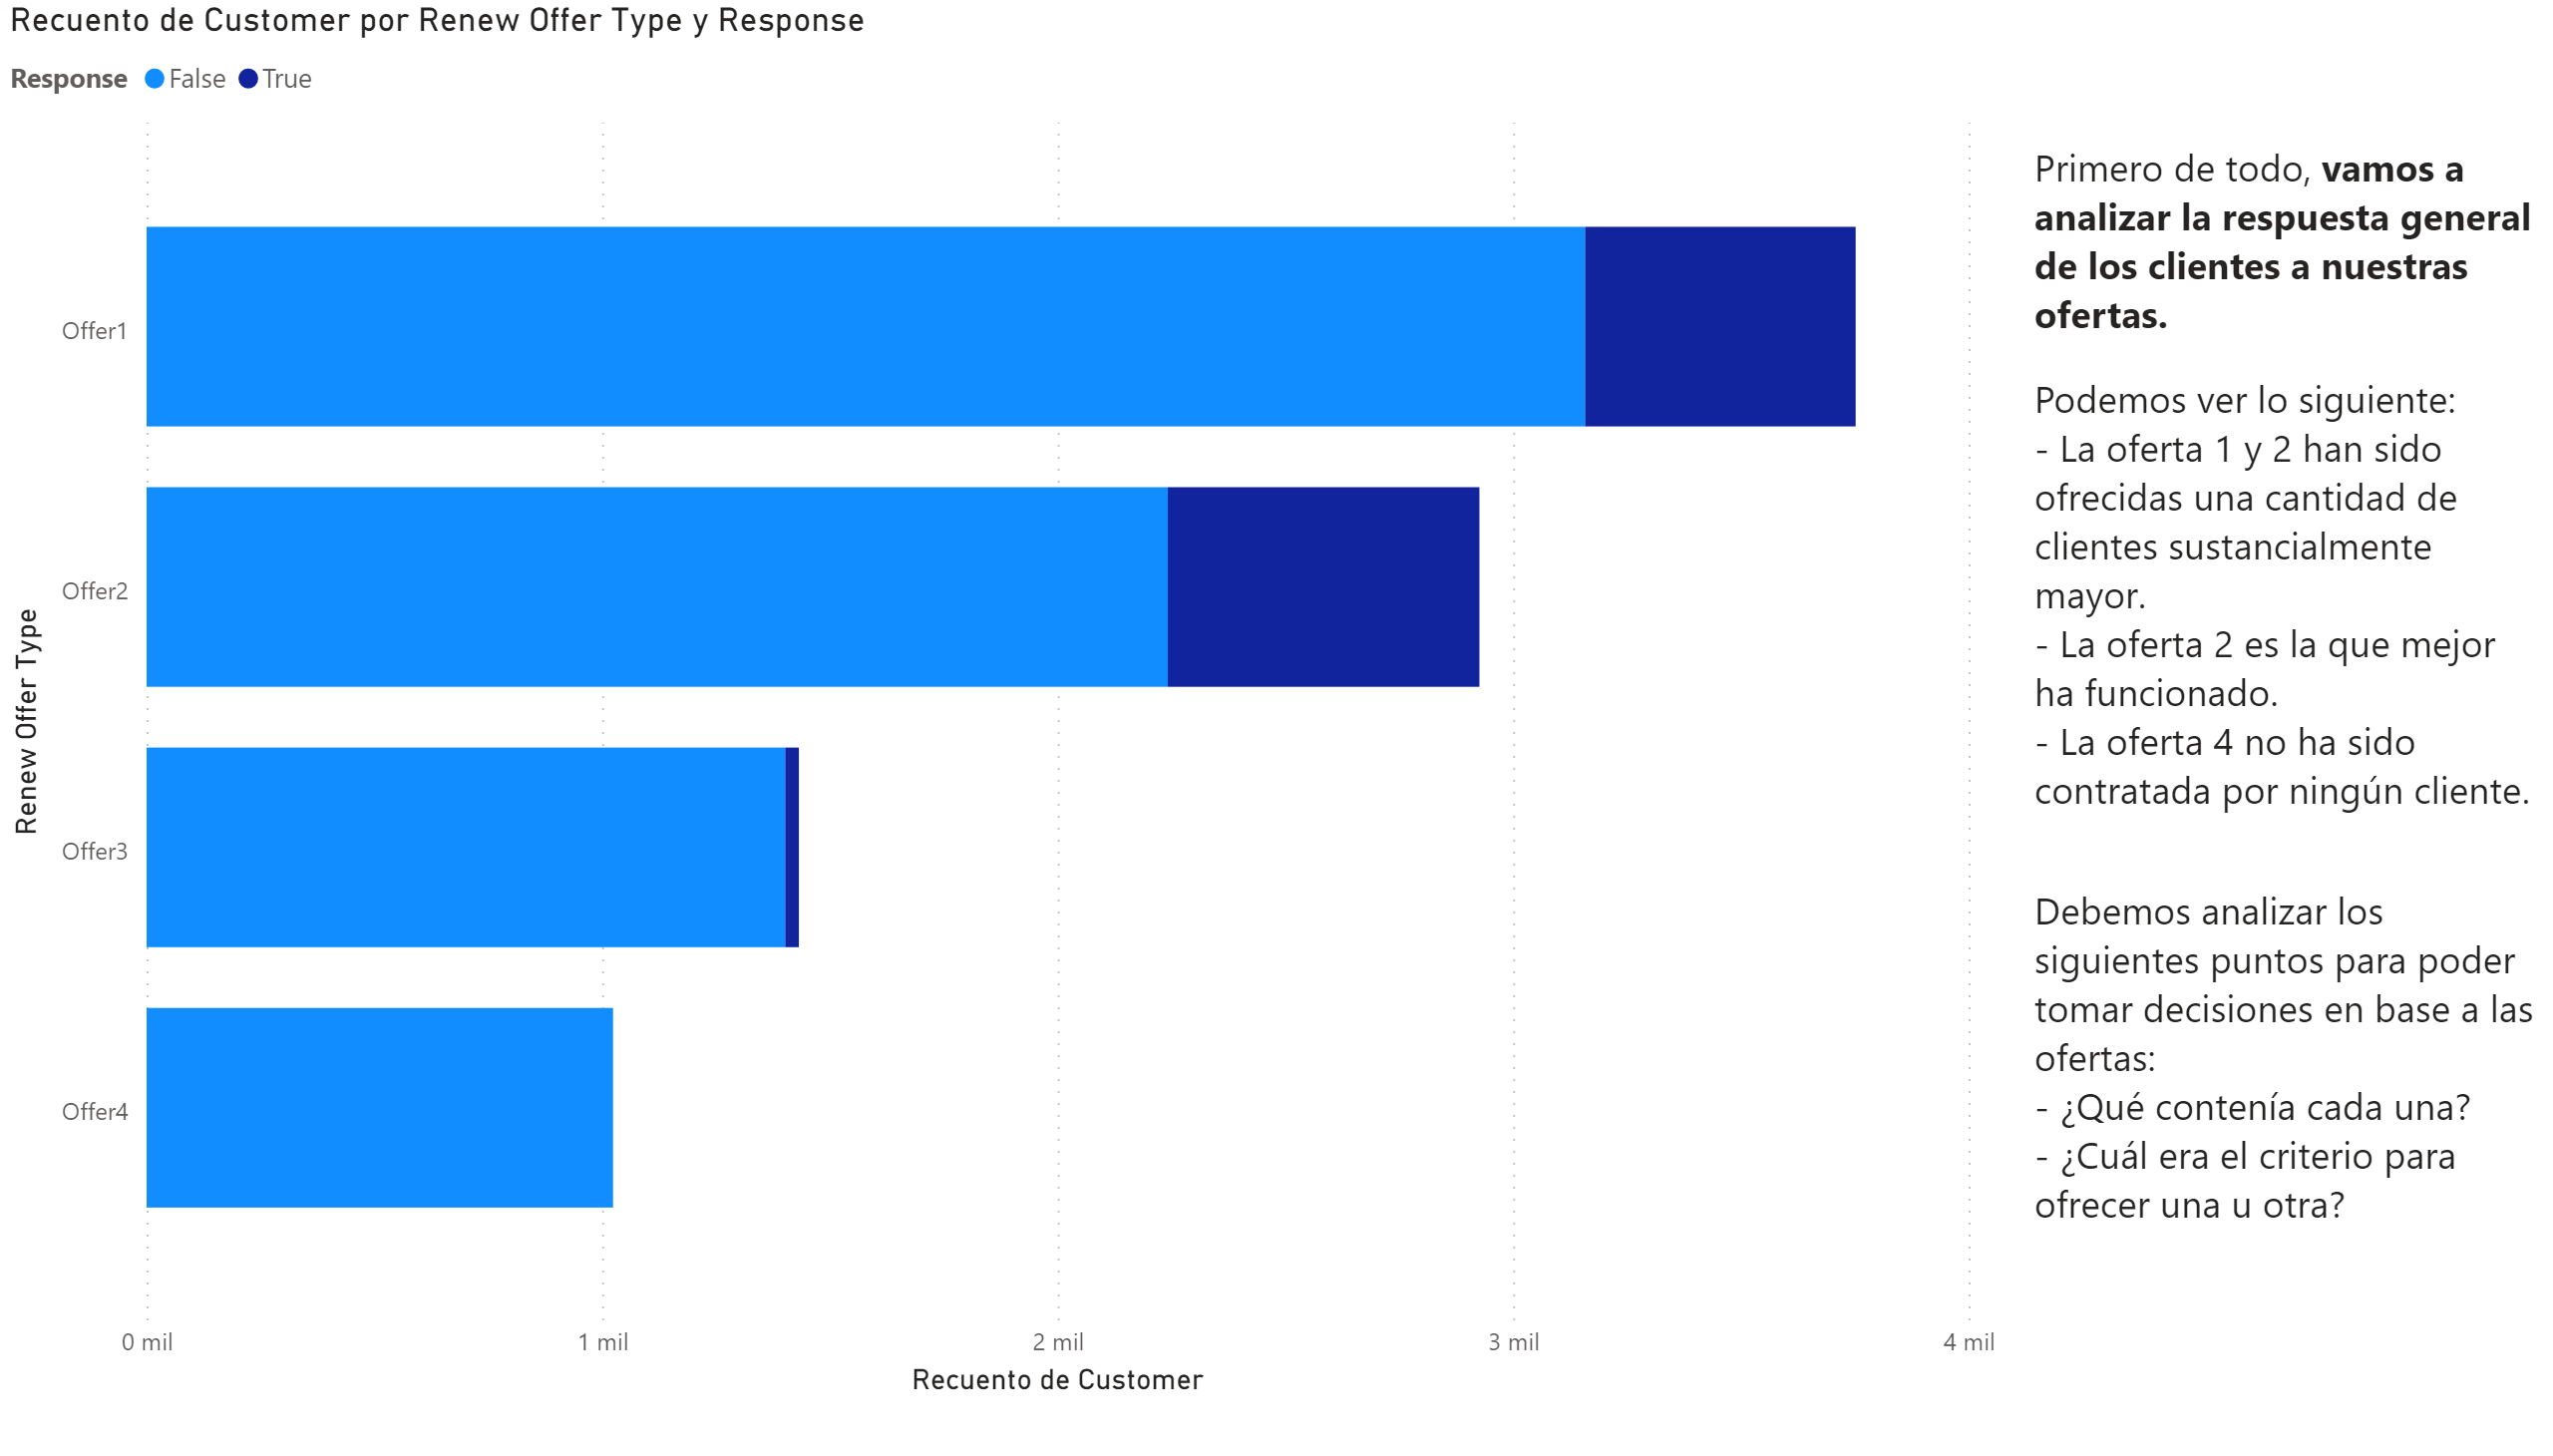 Recuento de Customer por Renew Offer Type y Response
Response False True
Primero de todo, vamos a
analizar la respuesta general
de los clientes a nuestras
ofertas.
Podemos ver lo siguiente:
- La oferta 1 y 2 han sido
ofrecidas una cantidad de
clientes sustancialmente
mayor.
- La oferta 2 es la que mejor
ha funcionado.
- La oferta 4 no ha sido
contratada por ningún cliente.
Debemos analizar los
siguientes puntos para poder
tomar decisiones en base a las
ofertas:
- ¿Qué contenía cada una?
- ¿Cuál era el criterio para
ofrecer una u otra?
Renew Offer Type
Offer1
Offer2
Offer3
Offer4
0 mil 1 mil 2 mil 3 mil 4 mil
Recuento de Customer